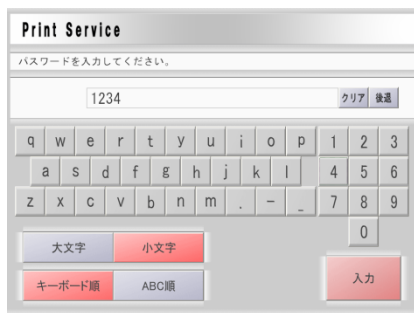 Print Service
パスワードを入力してください。
1234 クリア 後退
q w e r t y u i o p 1 2 3
a s d f g h j k l 4 5 6
z x c v b n m . - _ 7 8 9
0
大文字 小文字
キーボード順 ABC順
入力